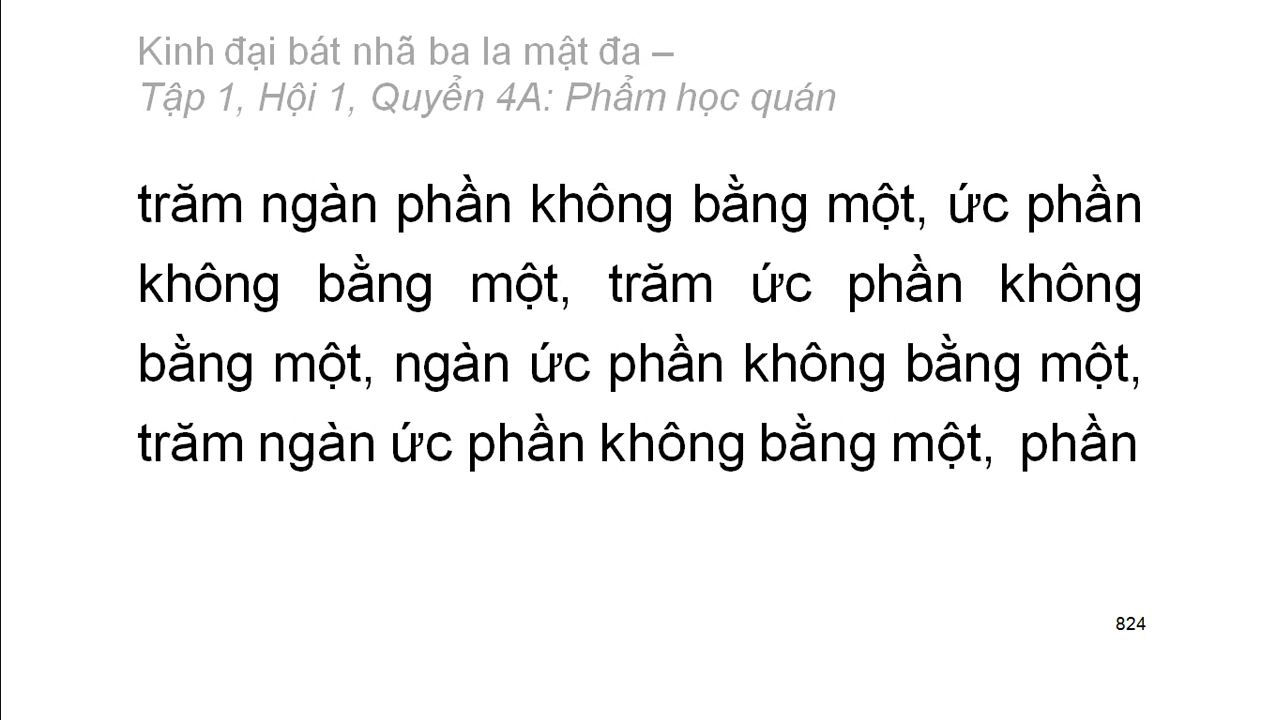 Kinh đại bát nhã ba la mật đa –
Tập 1, Hội 1, Quyển 4A: Phẩm học quán
trăm ngàn phần không bằng một, ức phần
không bằng một, trăm ức phần không
bằng một, ngàn ức phần không bằng một,
trăm ngàn ức phần không bằng một, phần
824